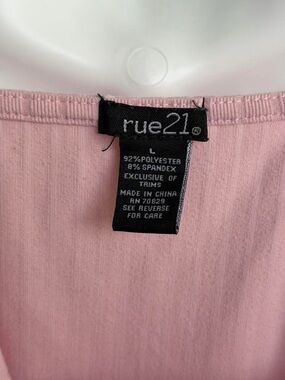 rue21®
L
92% POLYESTER
8% SPANDEX
EXCLUSIVE OF
TRIMS
MADE IN CHINA
RN 70829
SEE REVERSE
FOR CARE